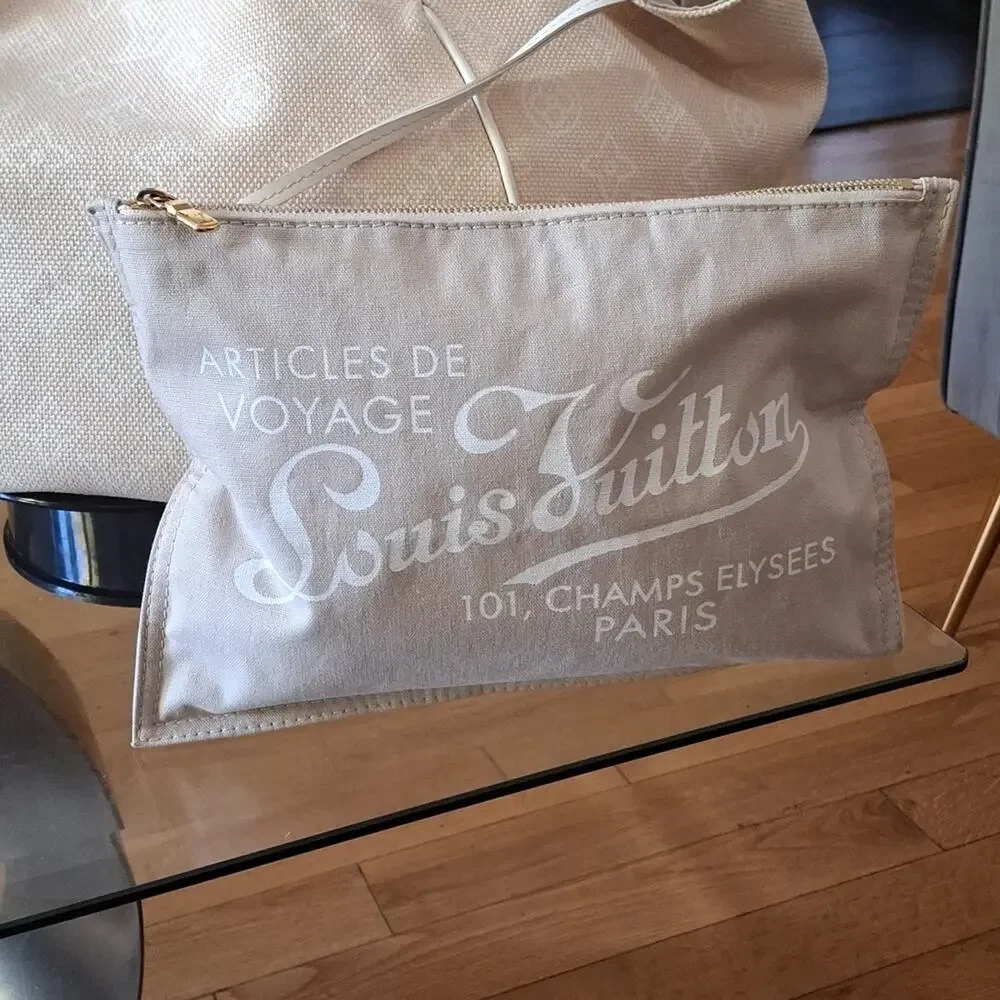 ARTICLES DE
VOYAGE
Louis Vuitton
101, CHAMPS ELYSEES
PARIS